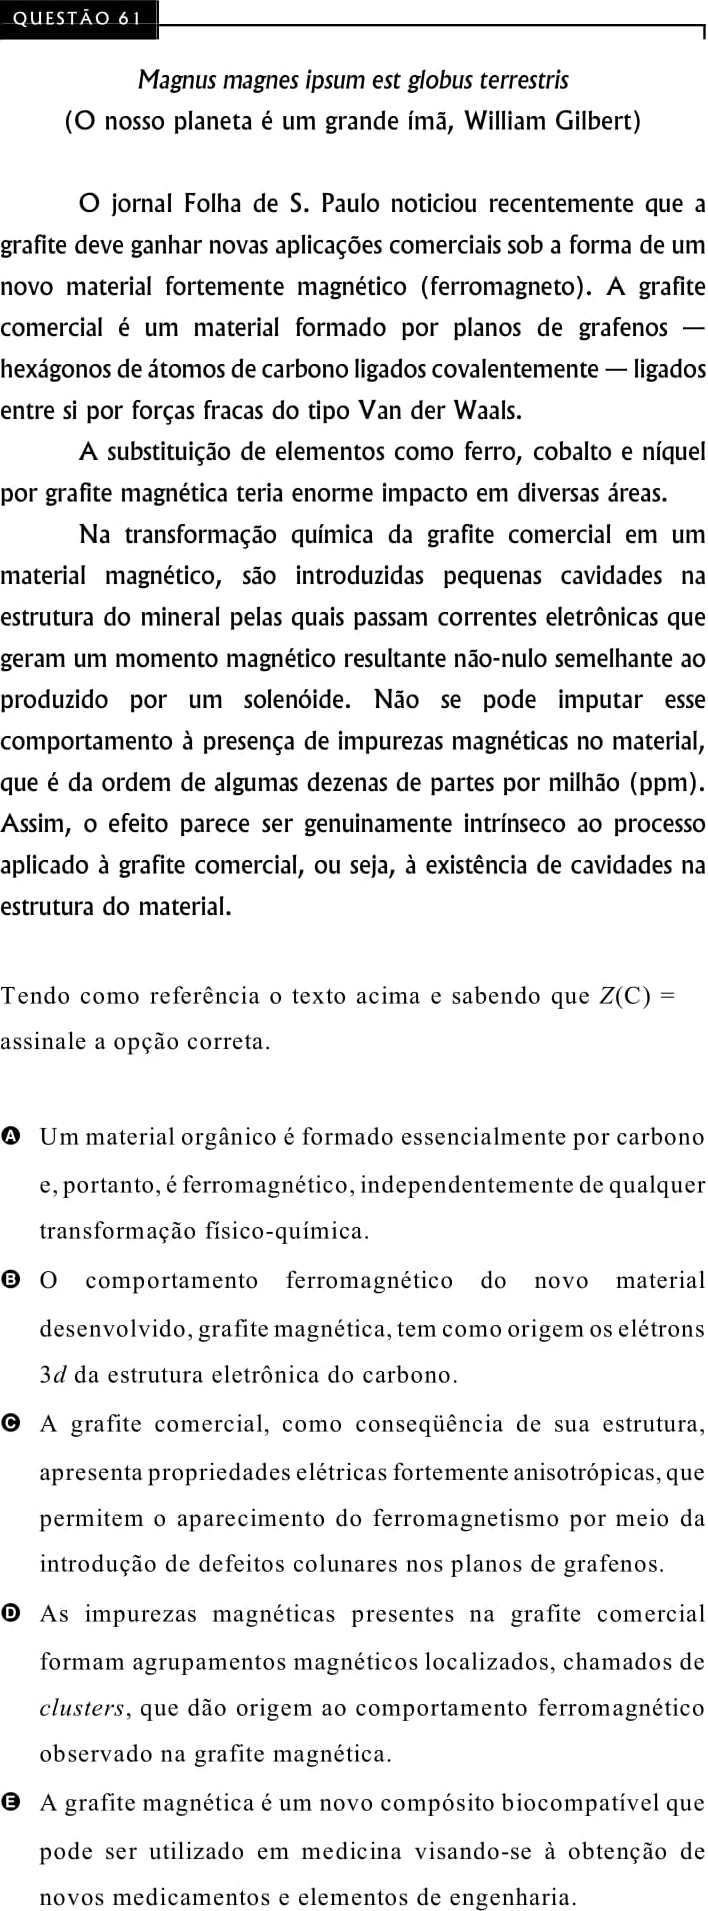 QUESTÃO 61
Magnus magnes ipsum est globus terrestris
(O nosso planeta é um grande ímã, William Gilbert)
O jornal Folha de S. Paulo noticiou recentemente que a
grafite deve ganhar novas aplicações comerciais sob a forma de um
novo material fortemente magnético (ferromagneto). A grafite
comercial é um material formado por planos de grafenos —
hexágonos de átomos de carbono ligados covalentemente — ligados
entre si por forças fracas do tipo Van der Waals.
A substituição de elementos como ferro, cobalto e níquel
por grafite magnética teria enorme impacto em diversas áreas.
Na transformação química da grafite comercial em um
material magnético, são introduzidas pequenas cavidades na
estrutura do mineral pelas quais passam correntes eletrônicas que
geram um momento magnético resultante não-nulo semelhante ao
produzido por um solenóide. Não se pode imputar esse
comportamento à presença de impurezas magnéticas no material,
que é da ordem de algumas dezenas de partes por milhão (ppm).
Assim, o efeito parece ser genuinamente intrínseco ao processo
aplicado à grafite comercial, ou seja, à existência de cavidades na
estrutura do material.
Tendo como referência o texto acima e sabendo que Z(C) =
assinale a opção correta.
A Um material orgânico é formado essencialmente por carbono
e, portanto, é ferromagnético, independentemente de qualquer
transformação físico-química.
B O comportamento ferromagnético do novo material
desenvolvido, grafite magnética, tem como origem os elétrons
3d da estrutura eletrônica do carbono.
C A grafite comercial, como conseqüência de sua estrutura,
apresenta propriedades elétricas fortemente anisotrópicas, que
permitem o aparecimento do ferromagnetismo por meio da
introdução de defeitos colunares nos planos de grafenos.
D As impurezas magnéticas presentes na grafite comercial
formam agrupamentos magnéticos localizados, chamados de
clusters, que dão origem ao comportamento ferromagnético
observado na grafite magnética.
E A grafite magnética é um novo compósito biocompatível que
pode ser utilizado em medicina visando-se à obtenção de
novos medicamentos e elementos de engenharia.